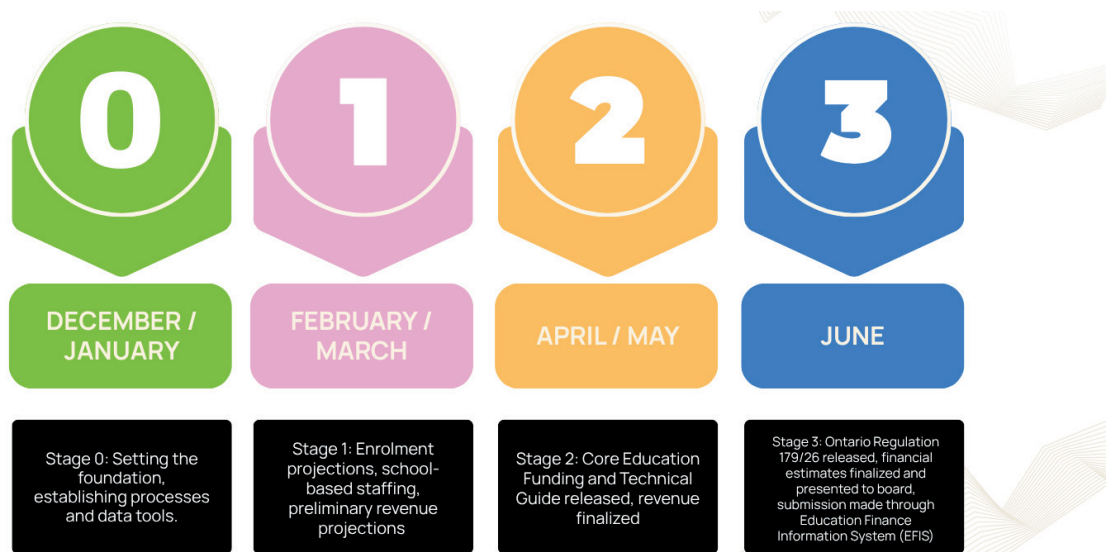 0
1
2
3
DECEMBER /
JANUARY
FEBRUARY /
MARCH
APRIL / MAY
JUNE
Stage 0: Setting the
foundation,
establishing processes
and data tools.
Stage 1: Enrolment
projections, school-
based staffing,
preliminary revenue
projections
Stage 2: Core Education
Funding and Technical
Guide released, revenue
finalized
Stage 3: Ontario Regulation
179/26 released, financial
estimates finalized and
presented to board,
submission made through
Education Finance
Information System (EFIS)